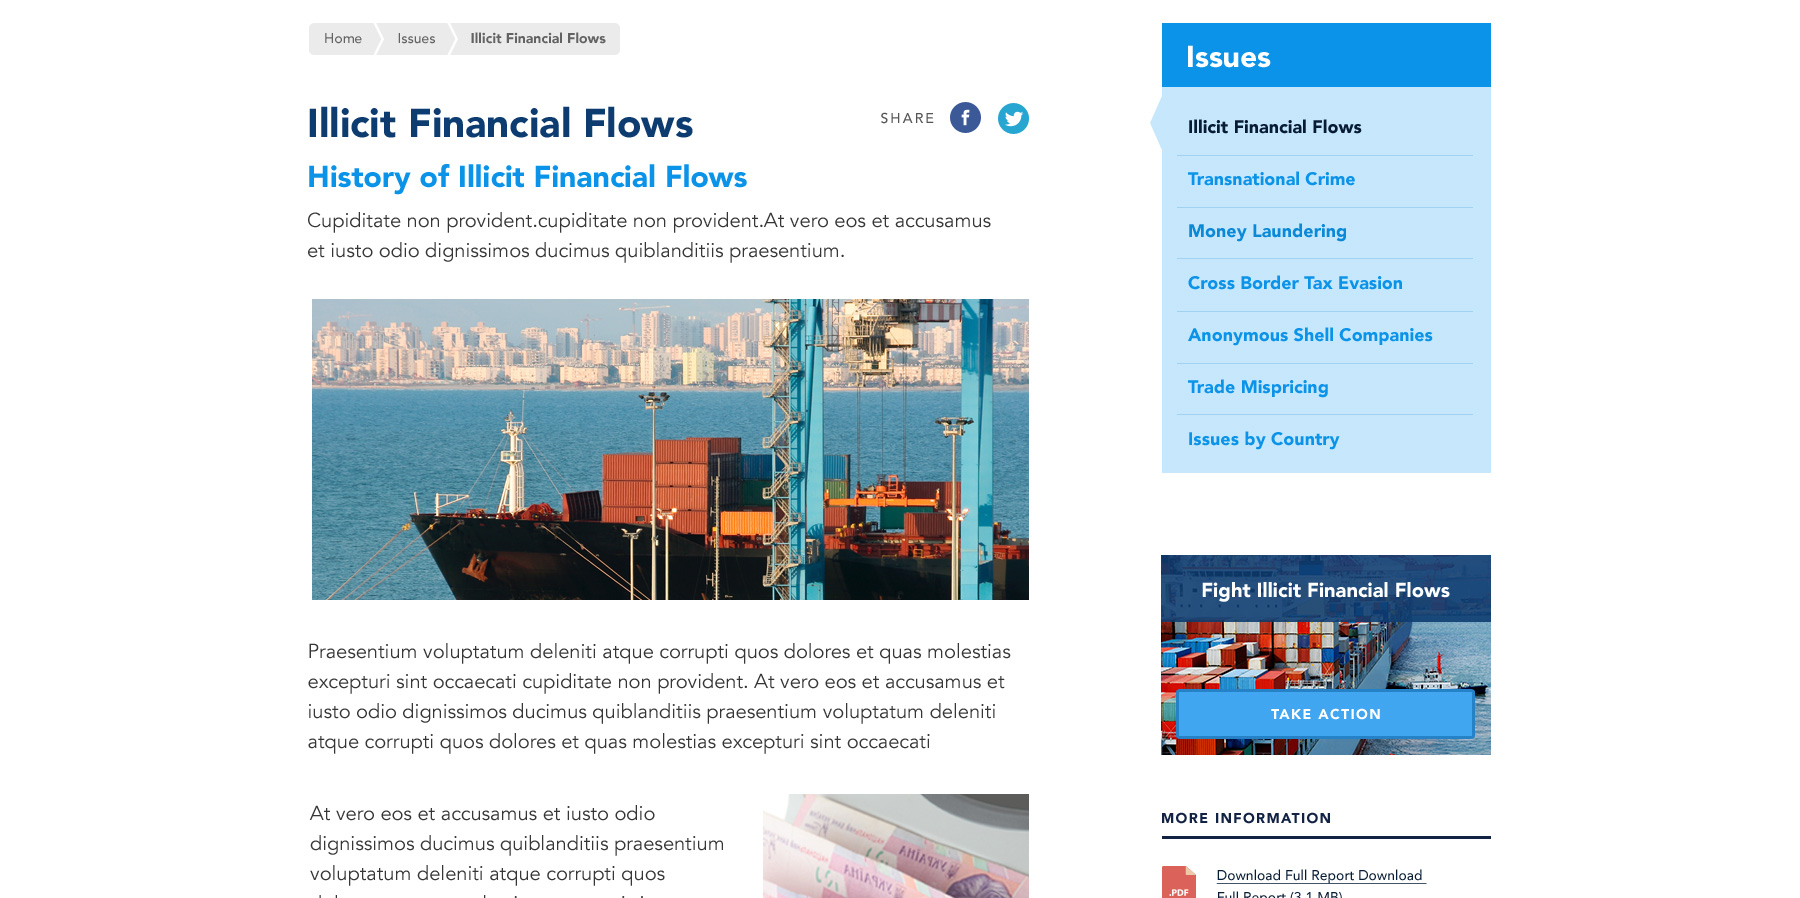 Home
Issues
Illicit Financial Flows
Illicit Financial Flows
SHARE
History of Illicit Financial Flows
Cupiditate non provident.cupiditate non provident.At vero eos et accusamus
et iusto odio dignissimos ducimus quiblanditiis praesentium.
Praesentium voluptatum deleniti atque corrupti quos dolores et quas molestias
excepturi sint occaecati cupiditate non provident. At vero eos et accusamus et
iusto odio dignissimos ducimus quiblanditiis praesentium voluptatum deleniti
atque corrupti quos dolores et quas molestias excepturi sint occaecati
At vero eos et accusamus et iusto odio
dignissimos ducimus quiblanditiis praesentium
voluptatum deleniti atque corrupti quos
Issues
Illicit Financial Flows
Transnational Crime
Money Laundering
Cross Border Tax Evasion
Anonymous Shell Companies
Trade Mispricing
Issues by Country
Fight Illicit Financial Flows
TAKE ACTION
MORE INFORMATION
.PDF
Download Full Report Download
Full Report (3.1 MB)